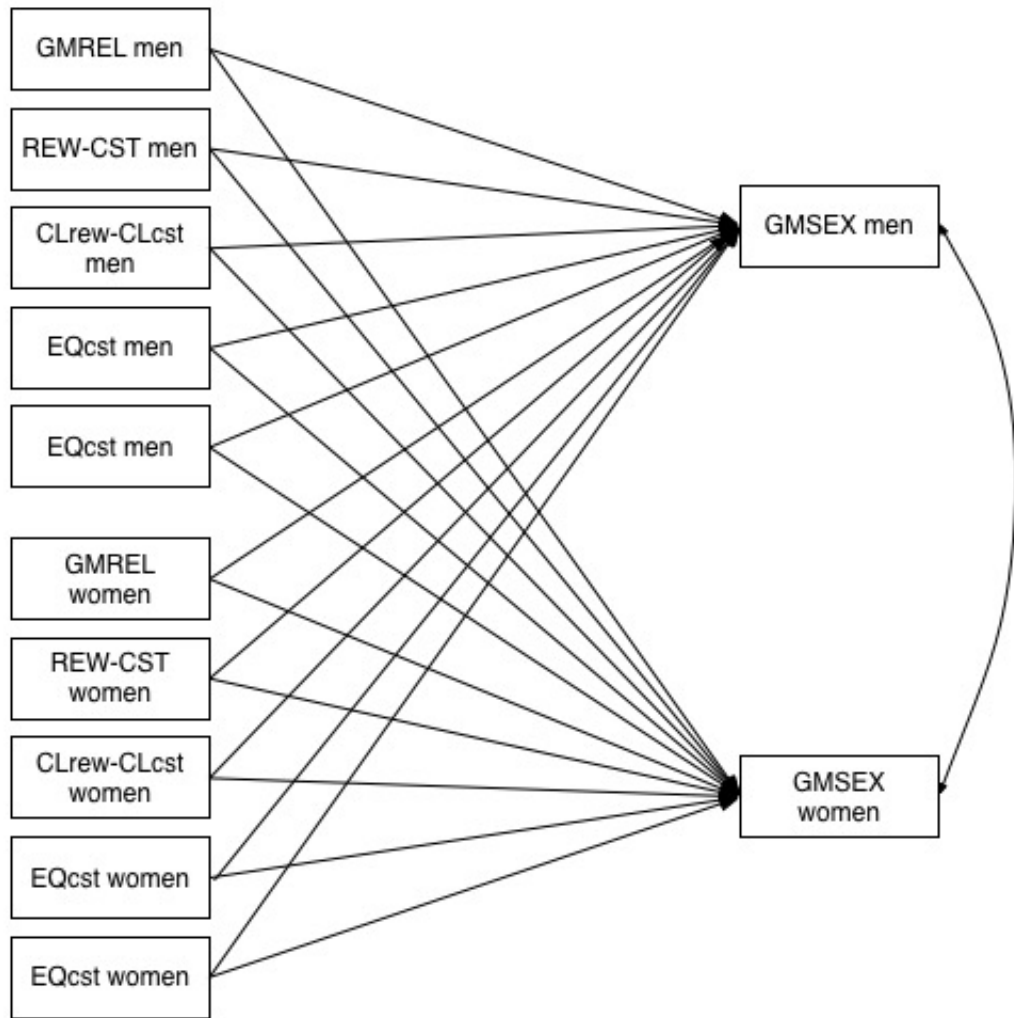 GMREL men
REW-CST men
CLrew-CLcst
men
EQcst men
EQcst men
GMREL
women
REW-CST
women
CLrew-CLcst
women
EQcst women
EQcst women
GMSEX men
GMSEX
women